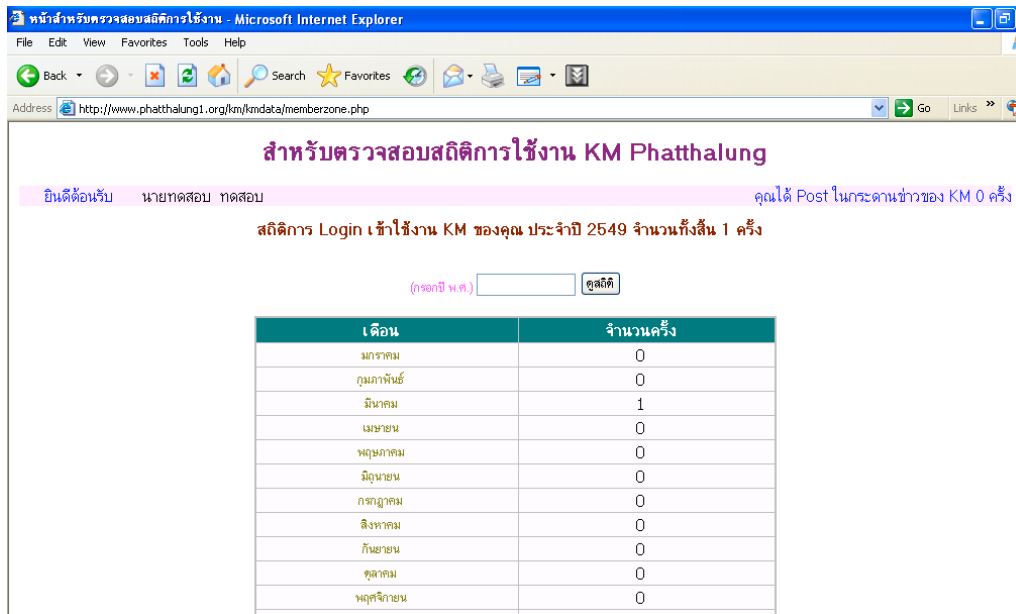 หน้าสำหรับตรวจสอบสถิติการใช้งาน - Microsoft Internet Explorer
File Edit View Favorites Tools Help
Back Search Favorites
Address http://www.phatthalung1.org/km/kmdata/memberzone.php Go Links »
สำหรับตรวจสอบสถิติการใช้งาน KM Phatthalung
ยินดีต้อนรับ นายทดสอบ ทดสอบ คุณได้ Post ในกระดานข่าวของ KM 0 ครั้ง
สถิติการ Login เข้าใช้งาน KM ของคุณ ประจำปี 2549 จำนวนทั้งสิ้น 1 ครั้ง
(กรอกปี พ.ศ.) ดูสถิติ
เดือน จำนวนครั้ง
มกราคม 0
กุมภาพันธ์ 0
มีนาคม 1
เมษายน 0
พฤษภาคม 0
มิถุนายน 0
กรกฎาคม 0
สิงหาคม 0
กันยายน 0
ตุลาคม 0
พฤศจิกายน 0